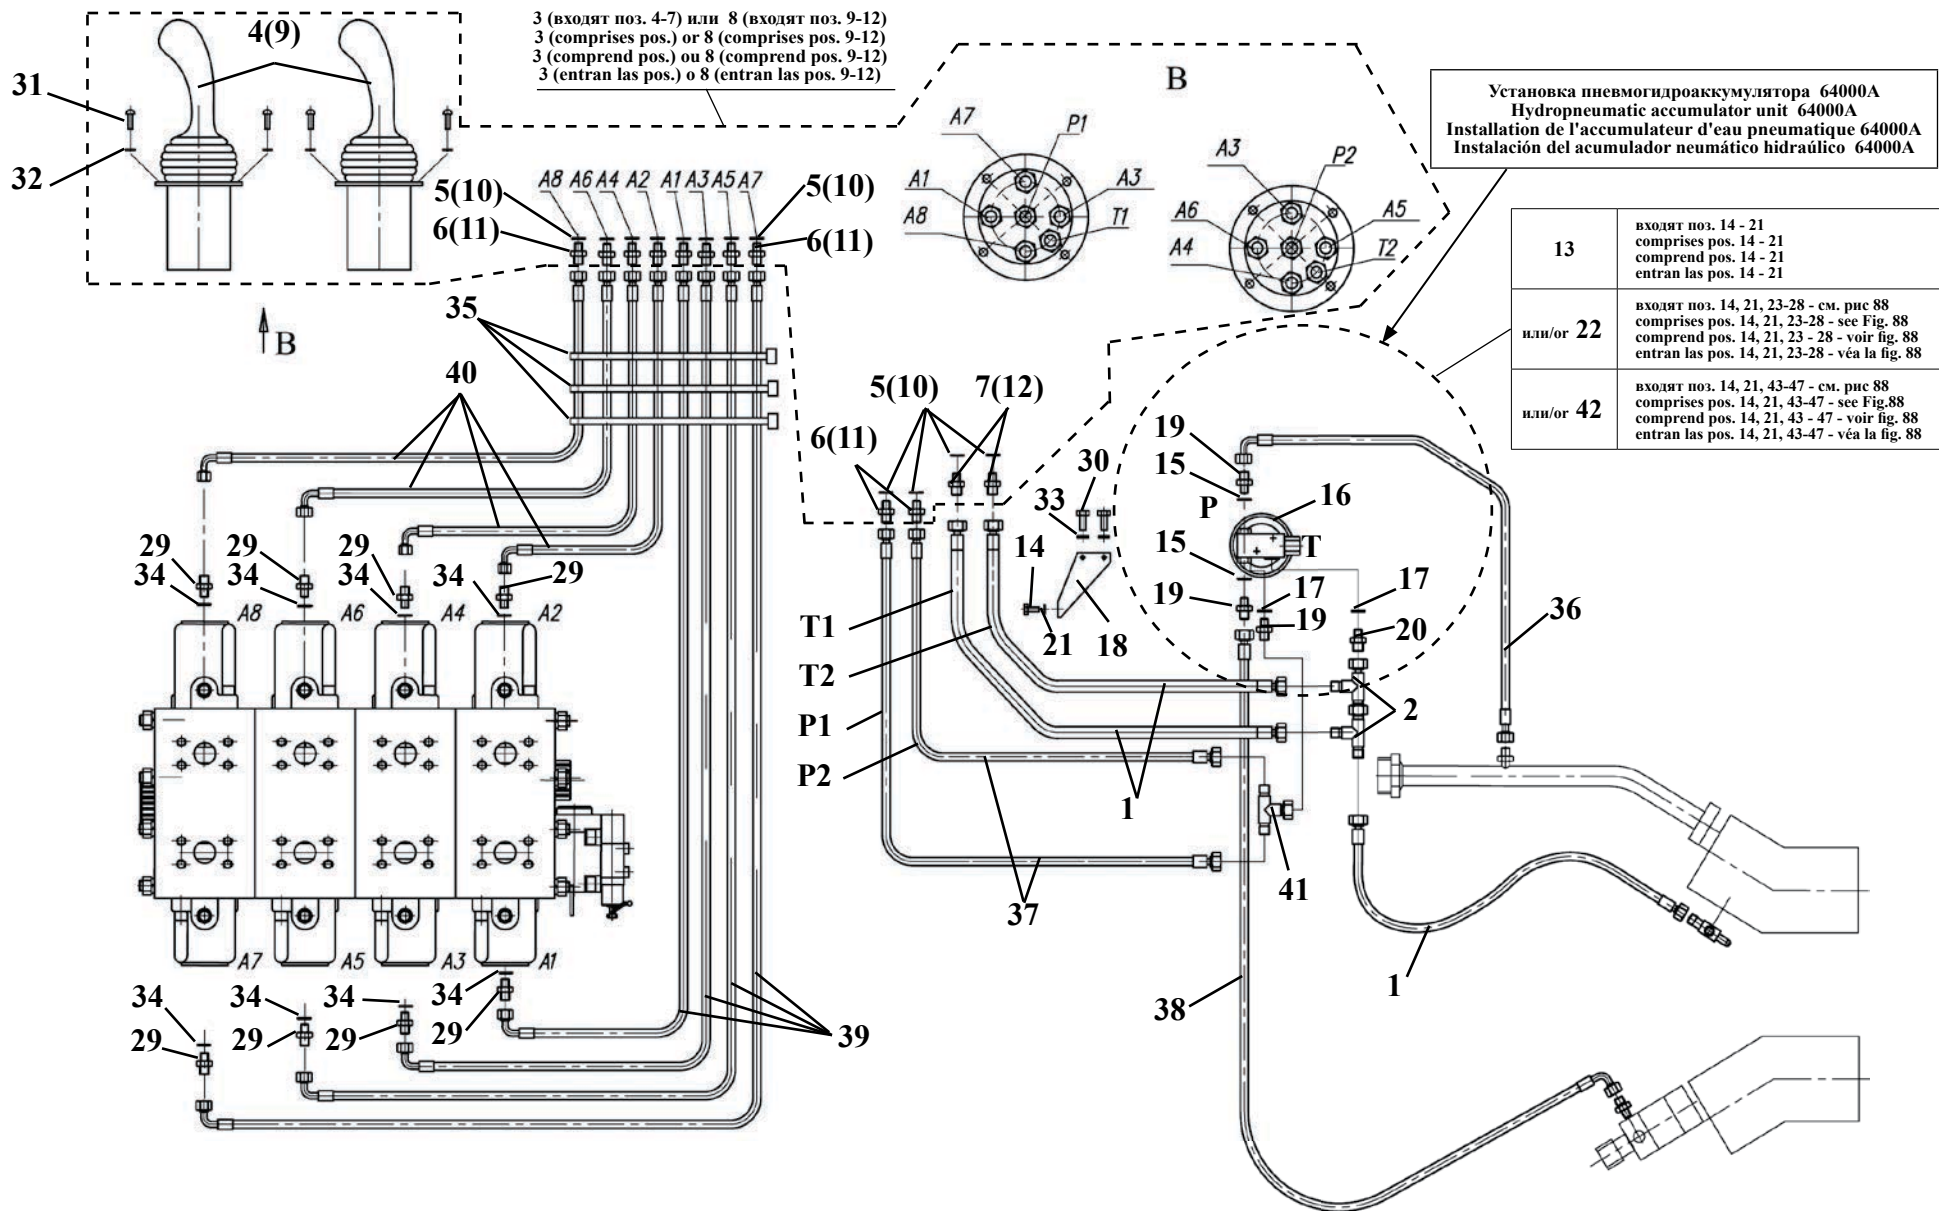 3 (входят поз. 4-7) или 8 (входят поз. 9-12)
3 (comprises pos.) or 8 (comprises pos. 9-12)
3 (comprend pos.) ou 8 (comprend pos. 9-12)
3 (entran las pos.) o 8 (entran las pos. 9-12)
4(9)
31
32
B
B
A7
P1
A1
A3
A8
T1
A3
P2
A6
A5
A4
T2
Установка пневмогидроаккумулятора 64000А
Hydropneumatic accumulator unit 64000A
Installation de l'accumulateur d'eau pneumatique 64000A
Instalación del acumulador neumático hidraúlico 64000A
13
входят поз. 14 - 21
comprises pos. 14 - 21
comprend pos. 14 - 21
entran las pos. 14 - 21
или/or 22
входят поз. 14, 21, 23-28 - см. рис 88
comprises pos. 14, 21, 23-28 - see Fig. 88
comprend pos. 14, 21, 23 - 28 - voir fig. 88
entran las pos. 14, 21, 23-28 - véa la fig. 88
или/or 42
входят поз. 14, 21, 43-47 - см. рис 88
comprises pos. 14, 21, 43-47 - see Fig.88
comprend pos. 14, 21, 43 - 47 - voir fig. 88
entran las pos. 14, 21, 43-47 - véa la fig. 88
5(10) A8 A6 A4 A2 A1 A3 A5 A7 5(10)
6(11) 6(11)
35
40
5(10) 7(12)
6(11)
30
33
14
21
18
19
15
P
16
T
15
19
17
19
17
20
36
2
29 29 29 29
34 34 34 34
A8 A6 A4 A2
T1
T2
P1
P2
1
37
41
38
1
A7 A5 A3 A1
34 34 34 34
29 29 29 29
39